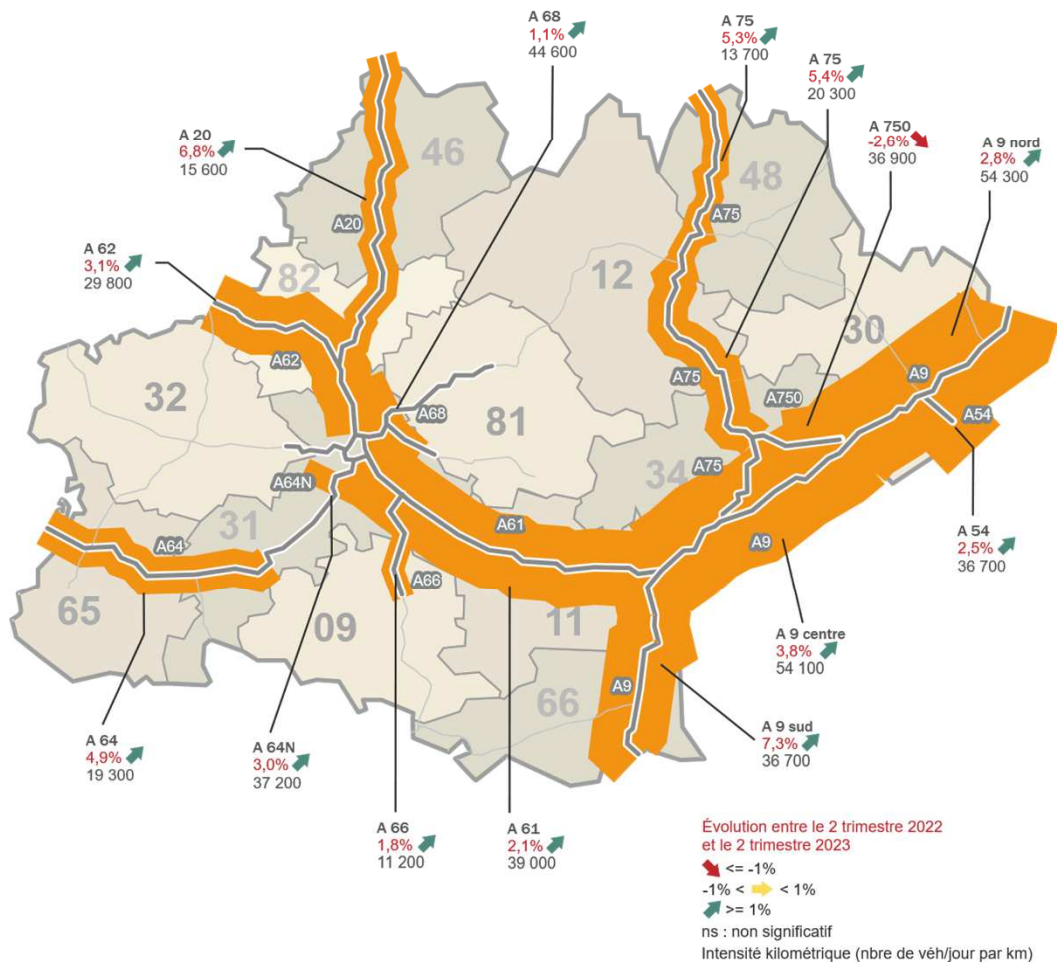 A 68
1,1%
44 600
A 75
5,3%
13 700
A 75
5,4%
20 300
A 750
-2,6%
36 900
A 9 nord
2,8%
54 300
A 20
6,8%
15 600
A 62
3,1%
29 800
46
48
A20
A75
82
12
30
A62
A75
A9
A750
32
A68
81
A54
A64N
A75
34
31
A61
A64
A9
A 54
2,5%
36 700
A66
65
09
11
A 9 centre
3,8%
54 100
A9
66
A 9 sud
7,3%
36 700
A 64
4,9%
19 300
A 64N
3,0%
37 200
A 66
1,8%
11 200
A 61
2,1%
39 000
Évolution entre le 2 trimestre 2022
et le 2 trimestre 2023
<= -1%
-1% < < 1%
>= 1%
ns : non significatif
Intensité kilométrique (nbre de véh/jour par km)